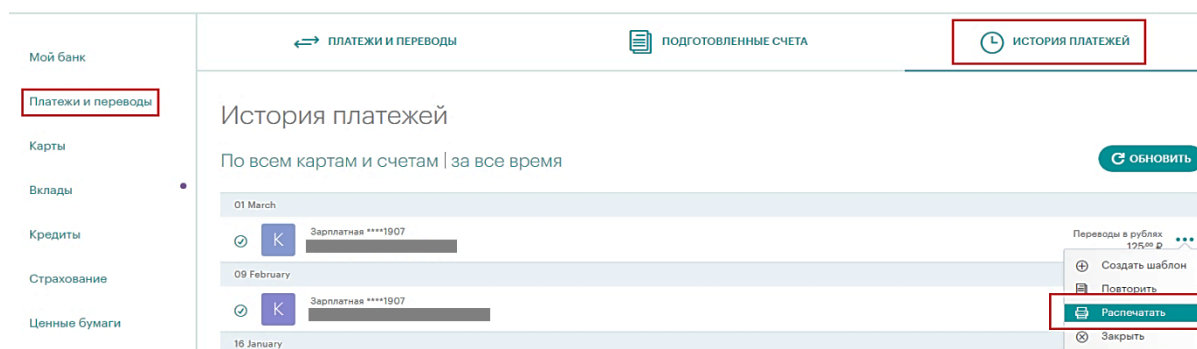 ПЛАТЕЖИ И ПЕРЕВОДЫ
ПОДГОТОВЛЕННЫЕ СЧЕТА
ИСТОРИЯ ПЛАТЕЖЕЙ
Мой банк
Платежи и переводы
Карты
Вклады
Кредиты
Страхование
Ценные бумаги
История платежей
По всем картам и счетам | за все время
ОБНОВИТЬ
01 March
К
Зарплатная ****1907
Переводы в рублях
125,00 ₽
09 February
К
Зарплатная ****1907
16 January
Создать шаблон
Повторить
Распечатать
Закрыть